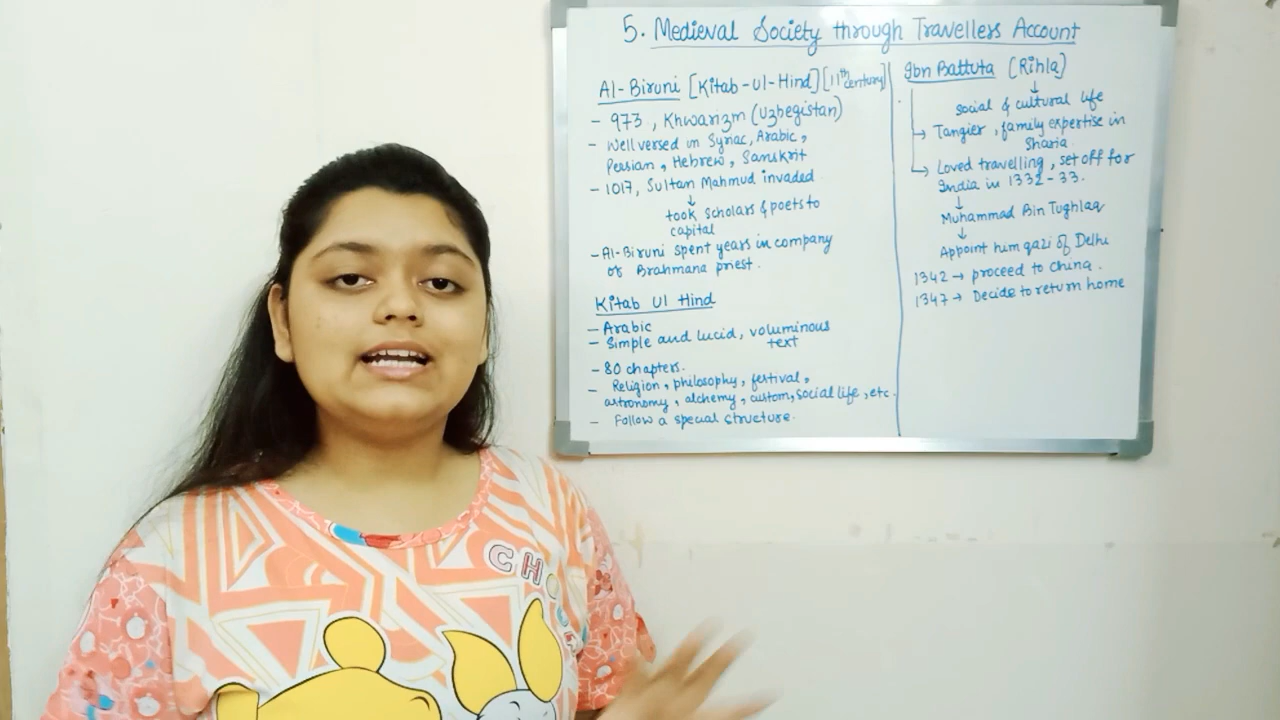 5. Medieval Society through Travellers Account
Al-Biruni [Kitab-Ul-Hind] [11th century]
- 973, Khwarizm (Uzbegistan)
- Well versed in Syriac, Arabic,
Persian, Hebrew, Sanskrit
- 1017, Sultan Mahmud invaded
↓
took scholars & poets to
capital
- Al-Biruni spent years in company
of Brahmana priest.
Kitab Ul Hind
- Arabic
- Simple and lucid, voluminous
text
- 80 chapters.
- Religion, philosophy, festival,
astronomy, alchemy, custom, social life, etc.
- Follow a special structure.
Ibn Battuta [Rihla]
↓
social & cultural life
→ Tangier, family expertise in
Sharia
→ Loved travelling, set off for
India in 1332-33.
↓
Muhammad Bin Tughlaq
↓
Appoint him qazi of Delhi
1342 → proceed to China.
1347 → Decide to return home
CH